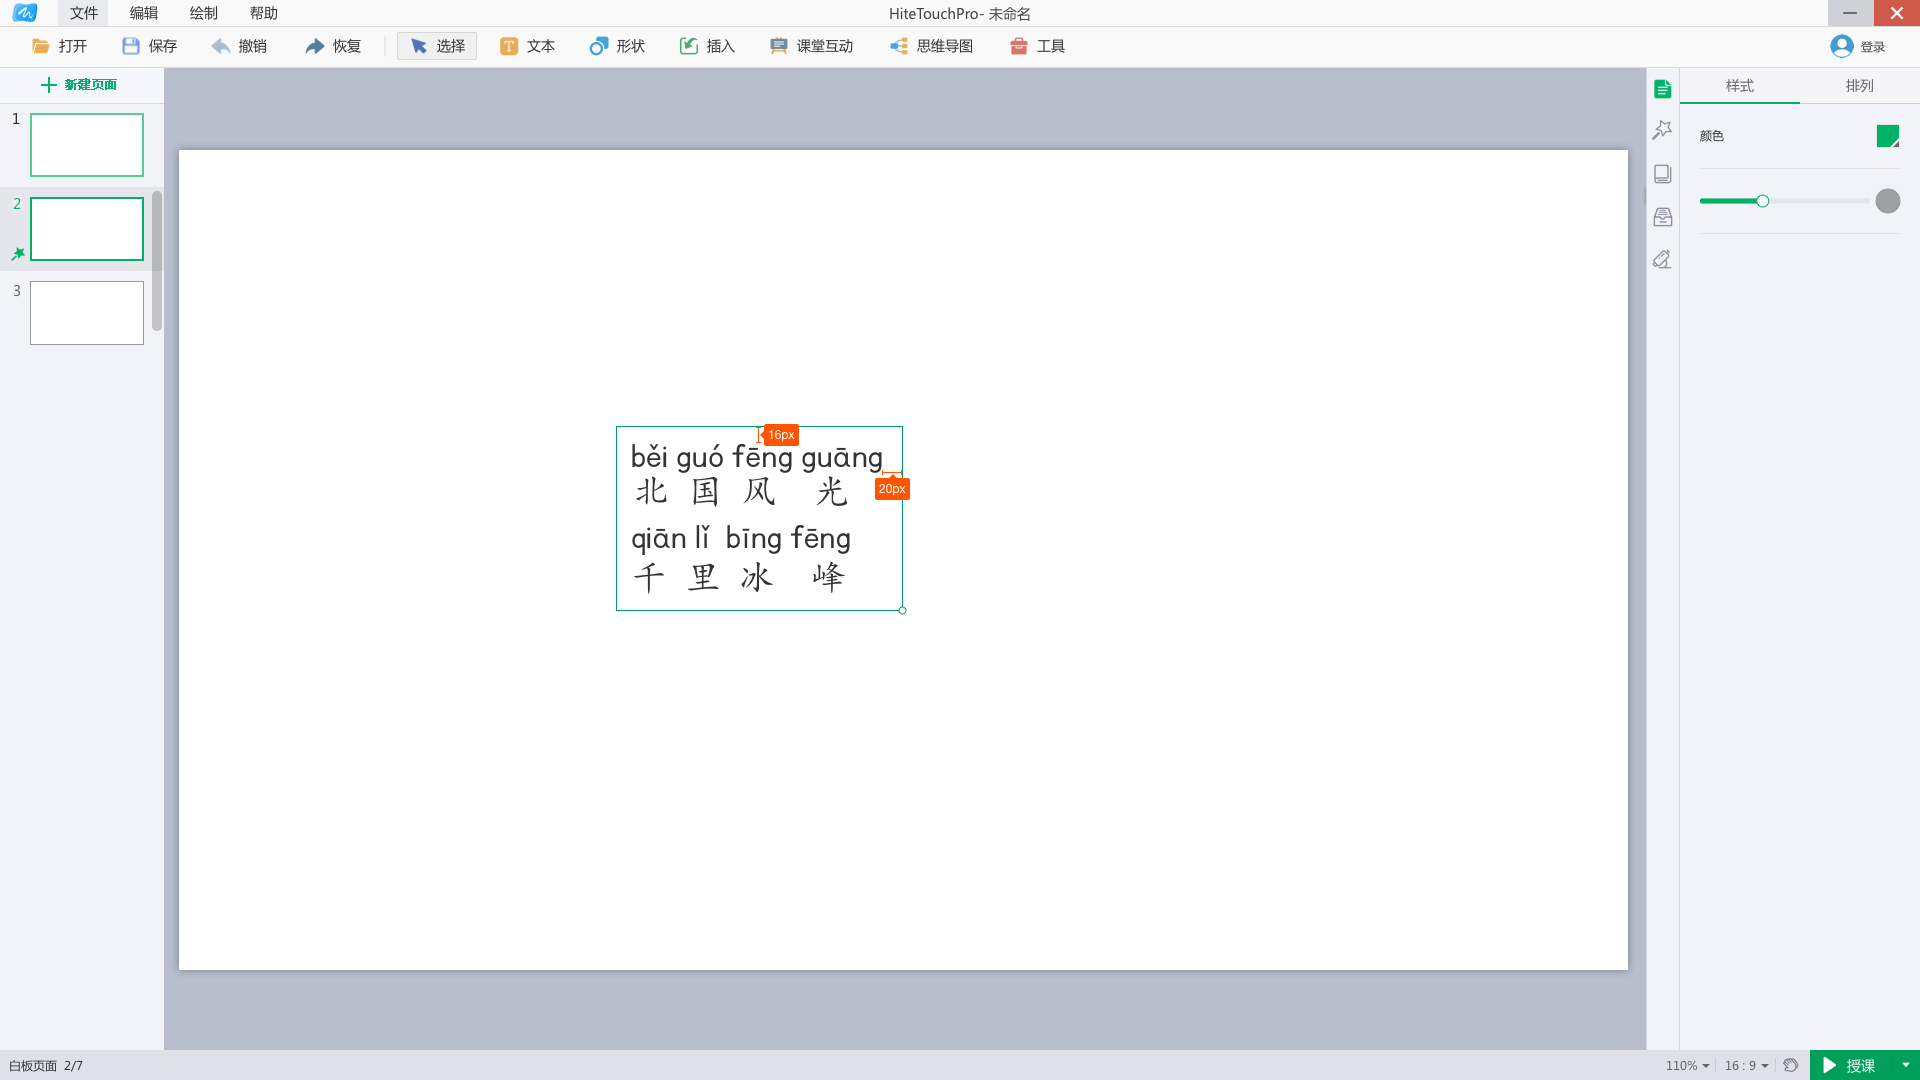 文件 编辑 绘制 帮助 HiteTouchPro- 未命名
打开 保存 撤销 恢复 选择 文本 形状 插入 课堂互动 思维导图 工具 登录
新建页面 样式 排列
1
颜色
2
3
16px
běi guó fēng guāng
北 国 风 光
20px
qiān lǐ bīng fēng
千 里 冰 峰
白板页面 2/7 110% 16 : 9 授课